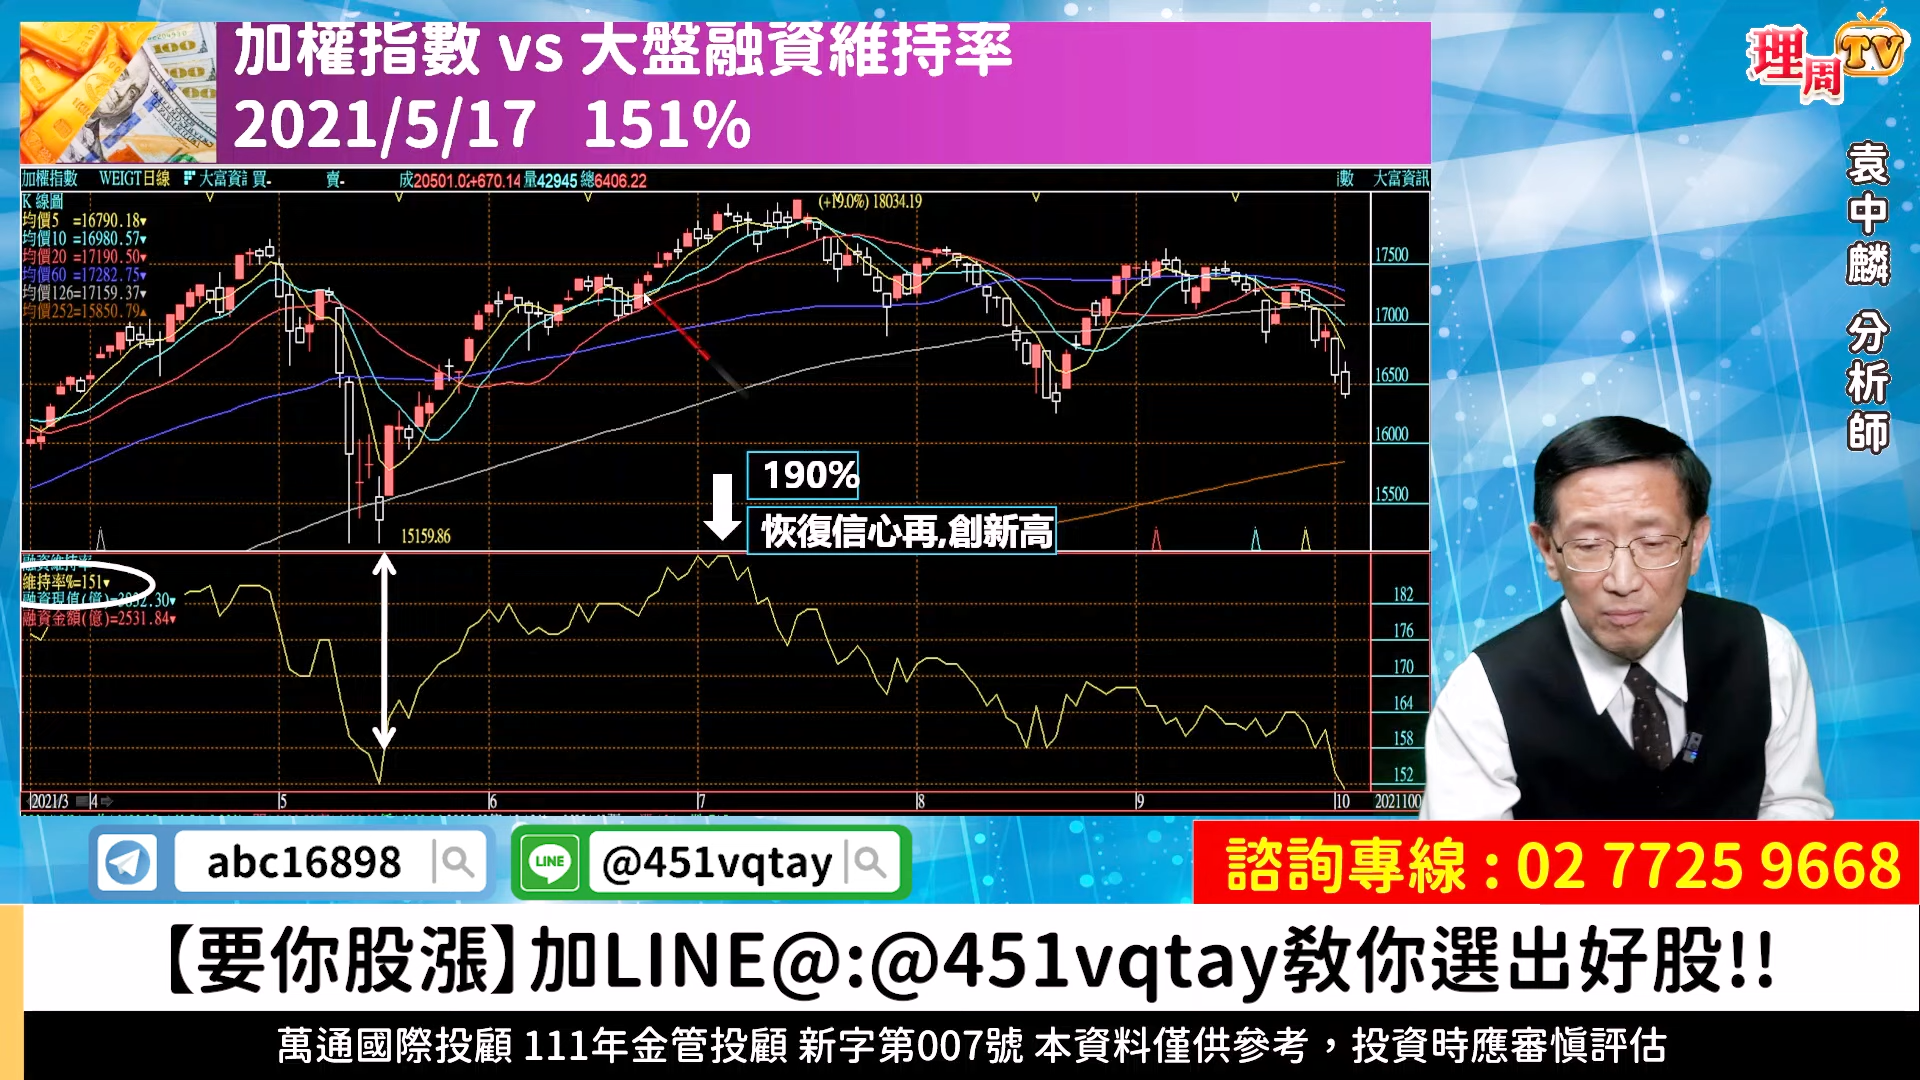 加權指數 vs 大盤融資維持率
2021/5/17 151%
理周TV
袁中麟 分析師
加權指數 WEIGT日線 大富資訊 買- 賣- 成20501.02+670.14量42945 總6406.22 數 大富資訊
K 線圖
均價5 =16790.18▾
均價10 =16980.57▾
均價20 =17190.50▾
均價60 =17282.75▾
均價126=17159.37▾
均價252=15850.79▴
(+19.0%) 18034.19
17500
17000
16500
16000
15500
190%
恢復信心再,創新高
15159.86
融資維持率
維持率%=151▾
融資金額(億)=2531.84▾
182
176
170
164
158
152
2021/3 4 5 6 7 8 9 10 2021100
abc16898
LINE @451vqtay
諮詢專線 : 02 7725 9668
【要你股漲】加LINE@:@451vqtay教你選出好股!!
萬通國際投顧 111年金管投顧 新字第007號 本資料僅供參考，投資時應審慎評估